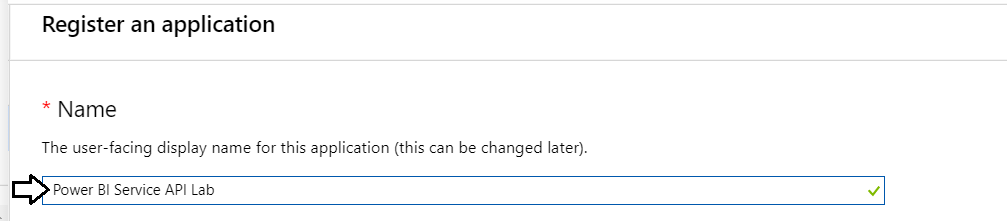 Register an application
* Name
The user-facing display name for this application (this can be changed later).
Power BI Service API Lab